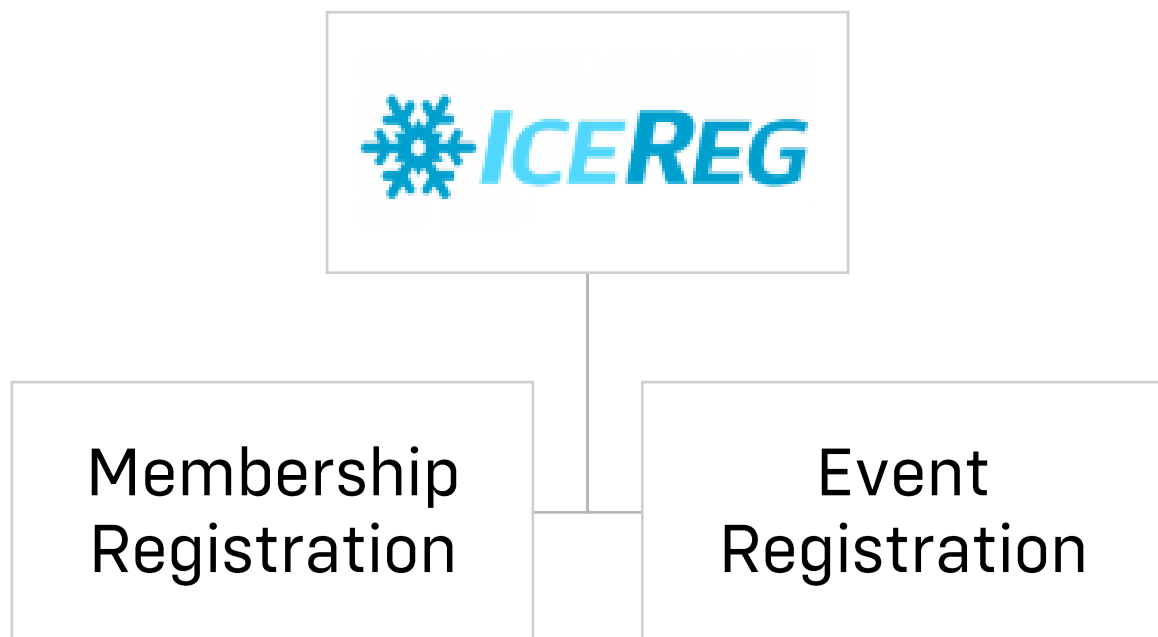 ICEREG
Membership
Registration
Event
Registration